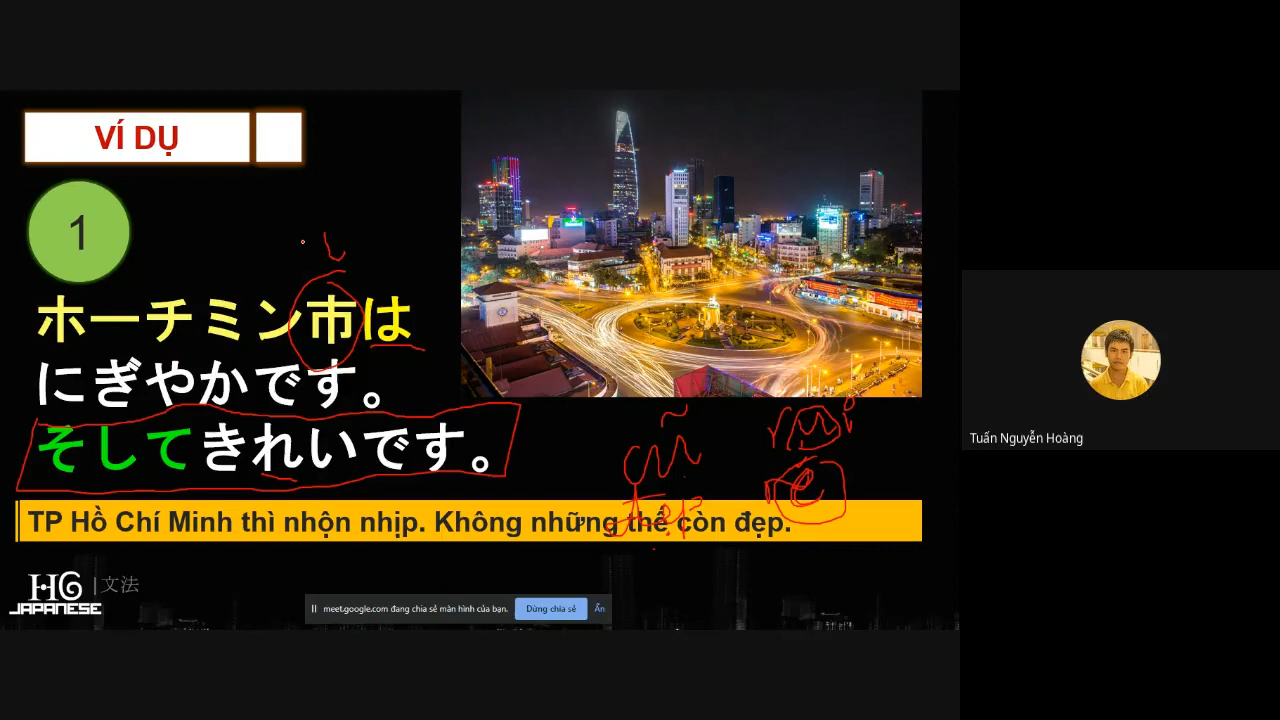 VÍ DỤ
1
ホーチミン市は
にぎやかです。
そしてきれいです。
TP Hồ Chí Minh thì nhộn nhịp. Không những thế còn đẹp.
HG
JAPANESE
|文法
meet.google.com đang chia sẻ màn hình của bạn.
Dừng chia sẻ
Ẩn
Tuấn Nguyễn Hoàng